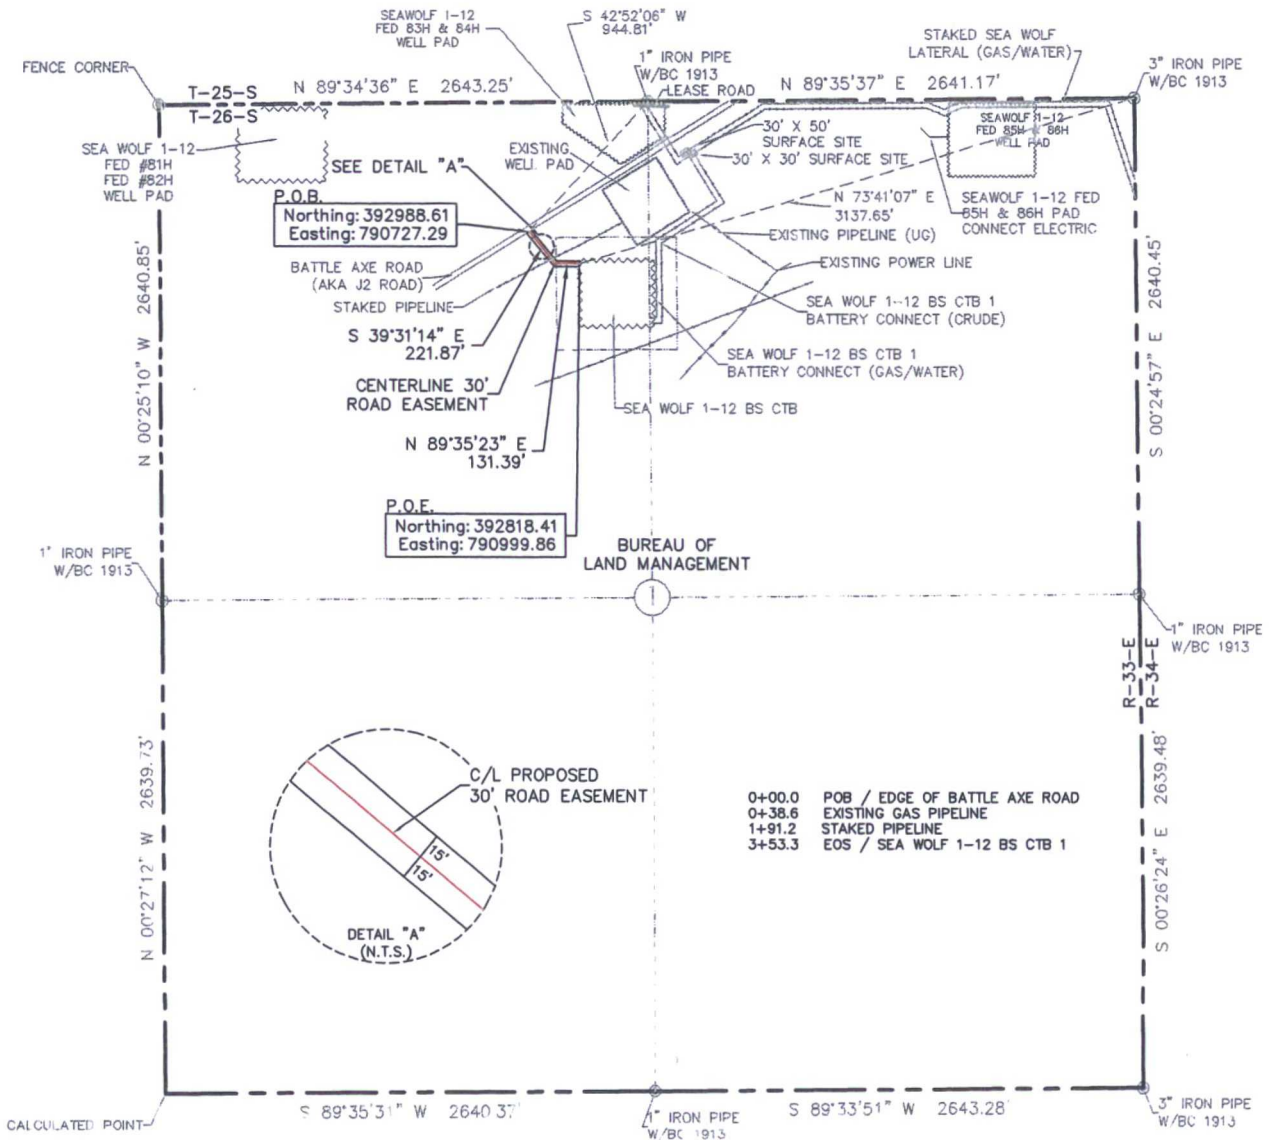 SEAWOLF 1-12
FED 83H & 84H
WELL PAD
S 42°52'06" W
944.81'
1" IRON PIPE
W/BC 1913
LEASE ROAD
STAKED SEA WOLF
LATERAL (GAS/WATER)
3" IRON PIPE
W/BC 1913
FENCE CORNER
T-25-S
T-26-S
N 89°34'36" E 2643.25'
N 89°35'37" E 2641.17'
SEA WOLF 1-12
FED #81H
FED #82H
WELL PAD
SEE DETAIL "A"
EXISTING
WELL PAD
30' X 50'
SURFACE SITE
30' X 30' SURFACE SITE
SEAWOLF 1-12
FED 85H & 86H
WELL PAD
P.O.B.
Northing: 392988.61
Easting: 790727.29
N 73°41'07" E
3137.65'
SEAWOLF 1-12 FED
85H & 86H PAD
CONNECT ELECTRIC
EXISTING PIPELINE (UG)
EXISTING POWER LINE
BATTLE AXE ROAD
(AKA J2 ROAD)
STAKED PIPELINE
SEA WOLF 1-12 BS CTB 1
BATTERY CONNECT (CRUDE)
S 39°31'14" E
221.87'
SEA WOLF 1-12 BS CTB 1
BATTERY CONNECT (GAS/WATER)
CENTERLINE 30'
ROAD EASEMENT
SEA WOLF 1-12 BS CTB
N 89°35'23" E
131.39'
N 00°25'10" W 2640.85'
S 00°24'57" E 2640.45'
P.O.E.
Northing: 392818.41
Easting: 790999.86
BUREAU OF
LAND MANAGEMENT
1
1" IRON PIPE
W/BC 1913
1" IRON PIPE
W/BC 1913
R-33-E
R-34-E
C/L PROPOSED
30' ROAD EASEMENT
15'
15'
DETAIL "A"
(N.T.S.)
0+00.0 POB / EDGE OF BATTLE AXE ROAD
0+38.6 EXISTING GAS PIPELINE
1+91.2 STAKED PIPELINE
3+53.3 EOS / SEA WOLF 1-12 BS CTB 1
N 00°27'12" W 2639.73'
S 00°26'24" E 2639.48'
CALCULATED POINT
S 89°35'31" W 2640.37'
1" IRON PIPE
W/BC 1913
S 89°33'51" W 2643.28'
3" IRON PIPE
W/BC 1913